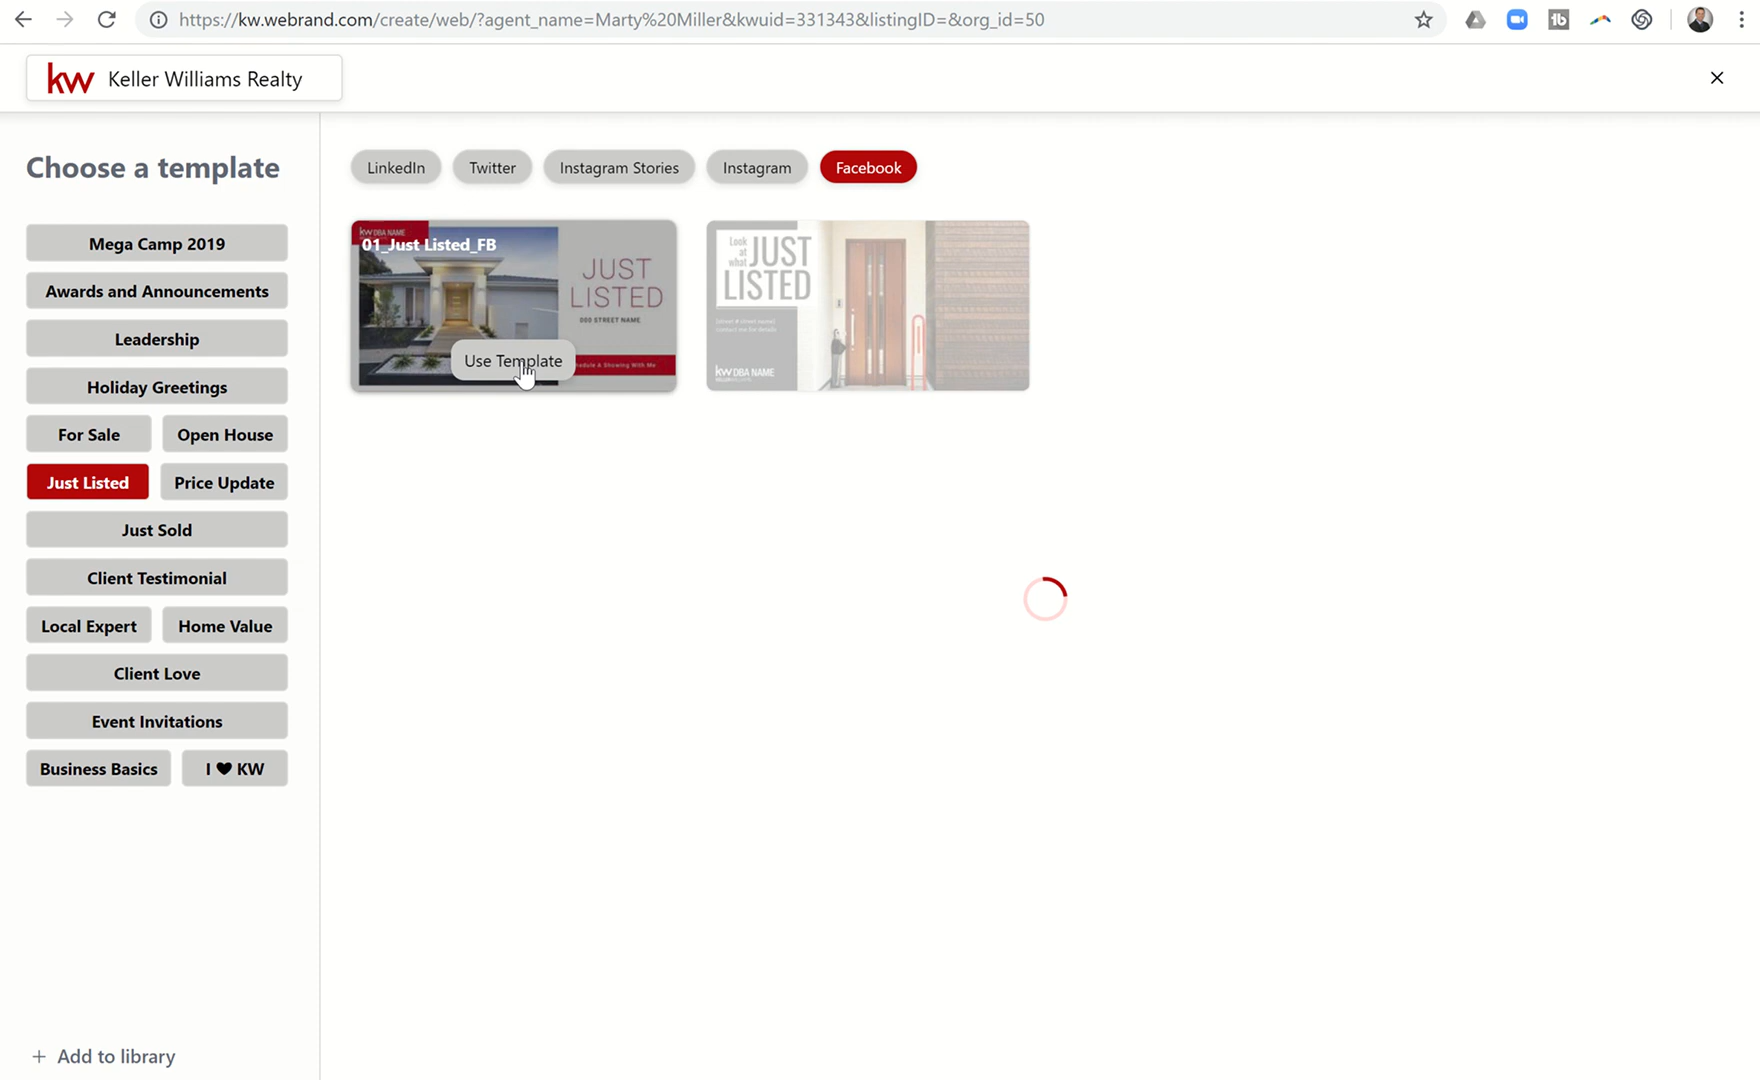 https://kw.webrand.com/create/web/?agent_name=Marty%20Miller&kwuid=331343&listingID=&org_id=50
kw Keller Williams Realty
Choose a template
LinkedIn
Twitter
Instagram Stories
Instagram
Facebook
Mega Camp 2019
Awards and Announcements
Leadership
Holiday Greetings
For Sale
Open House
Just Listed
Price Update
Just Sold
Client Testimonial
Local Expert
Home Value
Client Love
Event Invitations
Business Basics
I ♥ KW
+ Add to library
kw DBA NAME
01_Just Listed_FB
JUST
LISTED
000 STREET NAME
Use Template
A Showing With Me
Look
at
what
JUST
LISTED
kw DBA NAME